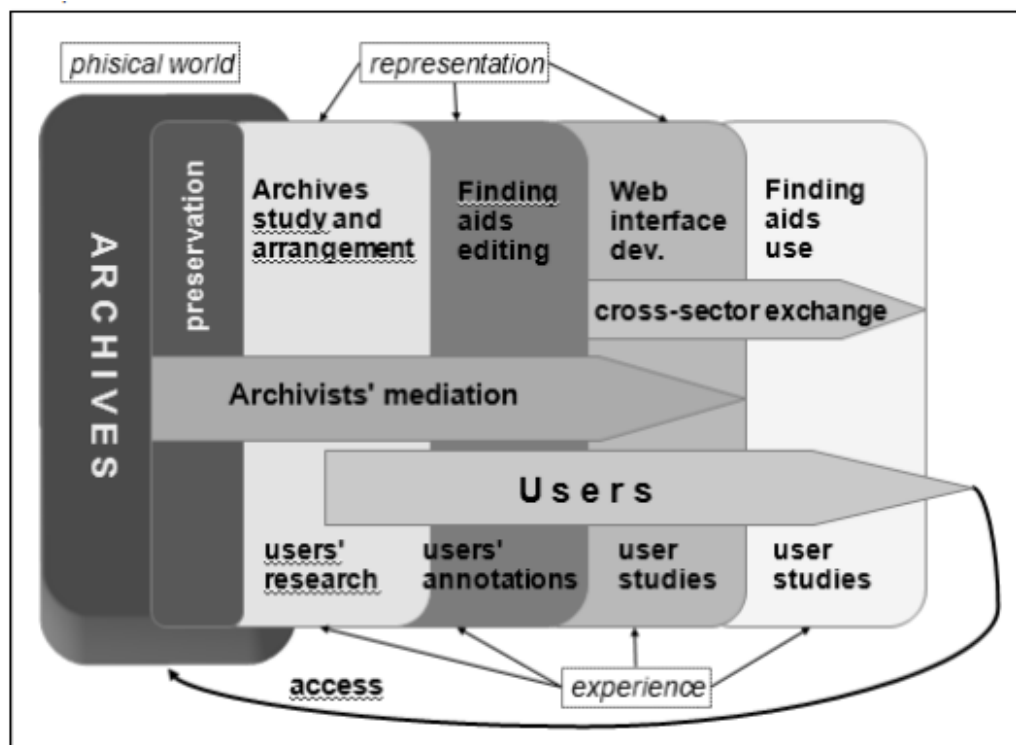 phisical world
representation
ARCHIVES
preservation
Archives
study and
arrangement
Finding
aids
editing
Web
interface
dev.
Finding
aids
use
cross-sector exchange
Archivists' mediation
Users
users'
research
users'
annotations
user
studies
user
studies
access
experience